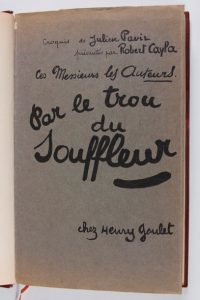 Croquis de Julien Pavis
présentés par Robert Cayla
Ces Messieurs les Auteurs.
Par le trou
du
Souffleur
chez Henry Goulet